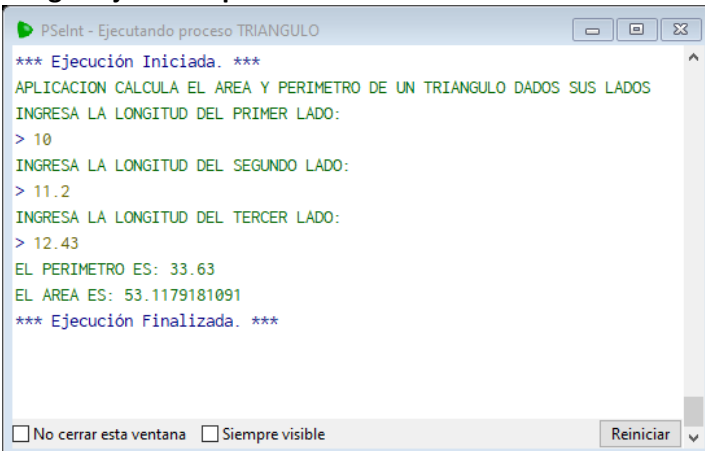 PSeInt - Ejecutando proceso TRIANGULO
*** Ejecución Iniciada. ***
APLICACION CALCULA EL AREA Y PERIMETRO DE UN TRIANGULO DADOS SUS LADOS
INGRESA LA LONGITUD DEL PRIMER LADO:
> 10
INGRESA LA LONGITUD DEL SEGUNDO LADO:
> 11.2
INGRESA LA LONGITUD DEL TERCER LADO:
> 12.43
EL PERIMETRO ES: 33.63
EL AREA ES: 53.1179181091
*** Ejecución Finalizada. ***
No cerrar esta ventana Siempre visible Reiniciar